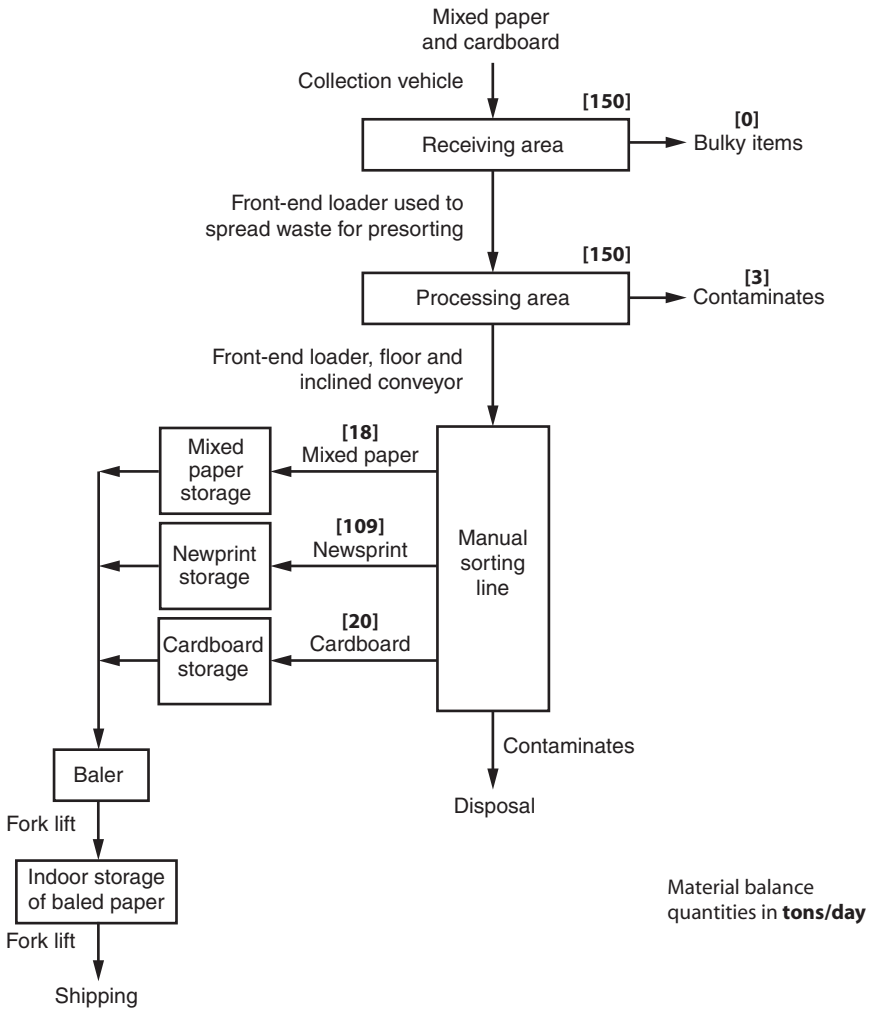 Mixed paper
and cardboard
Collection vehicle
[150]
Receiving area
[0]
Bulky items
Front-end loader used to
spread waste for presorting
[150]
Processing area
[3]
Contaminates
Front-end loader, floor and
inclined conveyor
Mixed
paper
storage
[18]
Mixed paper
Newprint
storage
[109]
Newsprint
Manual
sorting
line
Cardboard
storage
[20]
Cardboard
Contaminates
Disposal
Baler
Fork lift
Indoor storage
of baled paper
Fork lift
Shipping
Material balance
quantities in tons/day